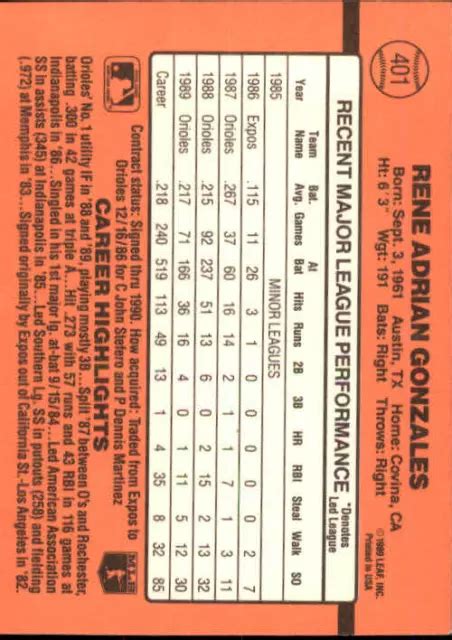 401
RENE ADRIAN GONZALES
Born: Sept. 3, 1961 Austin, TX Home: Covina, CA
Ht: 6' 3" Wgt: 191 Bats: Right Throws: Right
©1989 LEAF, INC.
Printed in USA
RECENT MAJOR LEAGUE PERFORMANCE *Denotes Led League
Year Team Name Bat. Avg. Games At Bat Hits Runs 2B 3B HR RBI Steal Walk SO
1985 MINOR LEAGUES
1986 Expos .115 11 26 3 1 0 0 0 0 0 2 7
1987 Orioles .267 37 60 16 14 2 1 1 7 1 3 11
1988 Orioles .215 92 237 51 13 6 0 2 15 2 13 32
1989 Orioles .217 71 166 36 16 4 0 1 11 5 12 30
Career .218 240 519 113 49 13 1 4 35 8 32 85
Contract status: Signed thru 1990. How acquired: Traded from Expos to
Orioles 12/16/86 for C John Stefero and P Dennis Martinez
MLB
CAREER HIGHLIGHTS
Orioles' No. 1 utility IF in '88 and '89, playing mostly 3B...Split '87 between O's and Rochester,
batting .300 in 42 games at triple A...Hit .273 with 57 runs and 43 RBI in 116 games at
Indianapolis in '86...Singled in his 1st major lg. at-bat 9/15/84...Led American Association
SS in assists (345) at Indianapolis in '85...Led Southern Lg. SS in putouts (258) and fielding
(.972) at Memphis in '83...Signed originally by Expos out of California St.-Los Angeles in '82.